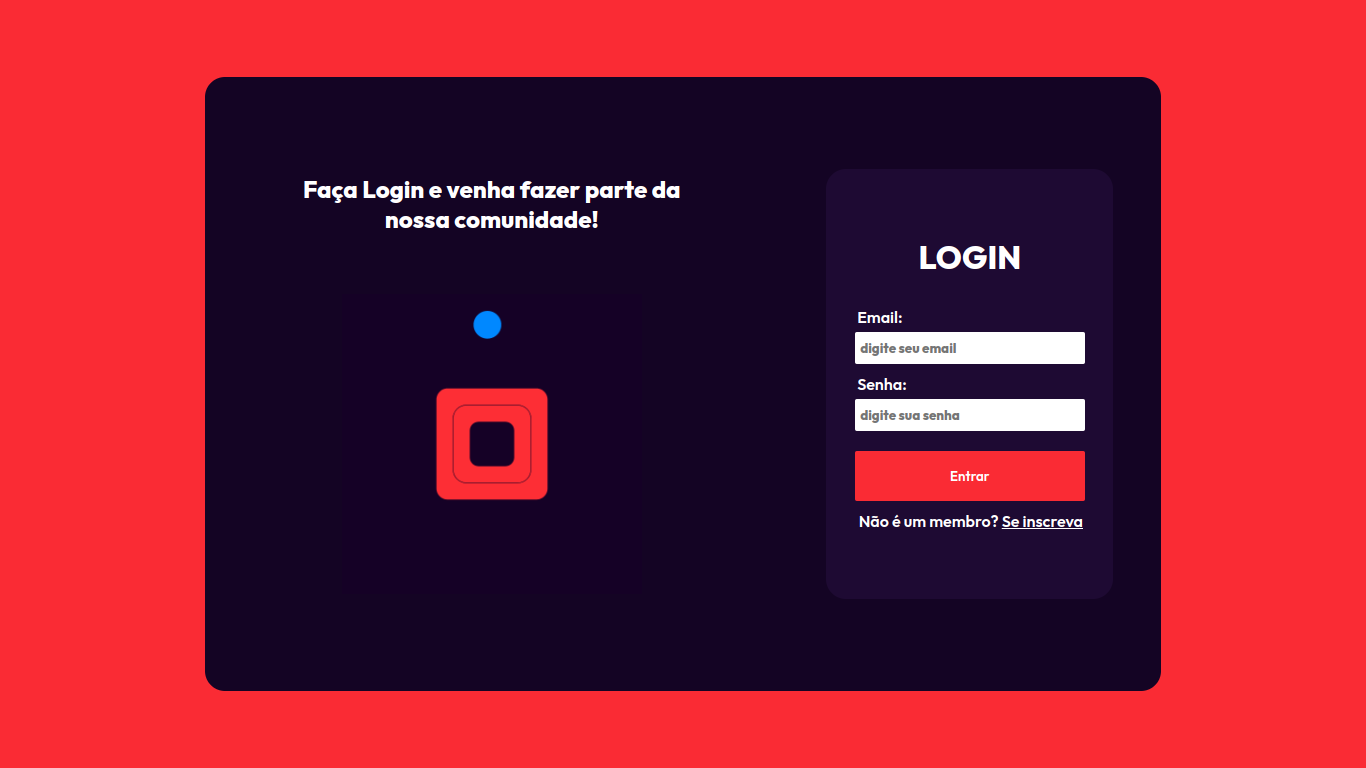 Faça Login e venha fazer parte da
nossa comunidade!
LOGIN
Email:
digite seu email
Senha:
digite sua senha
Entrar
Não é um membro? Se inscreva